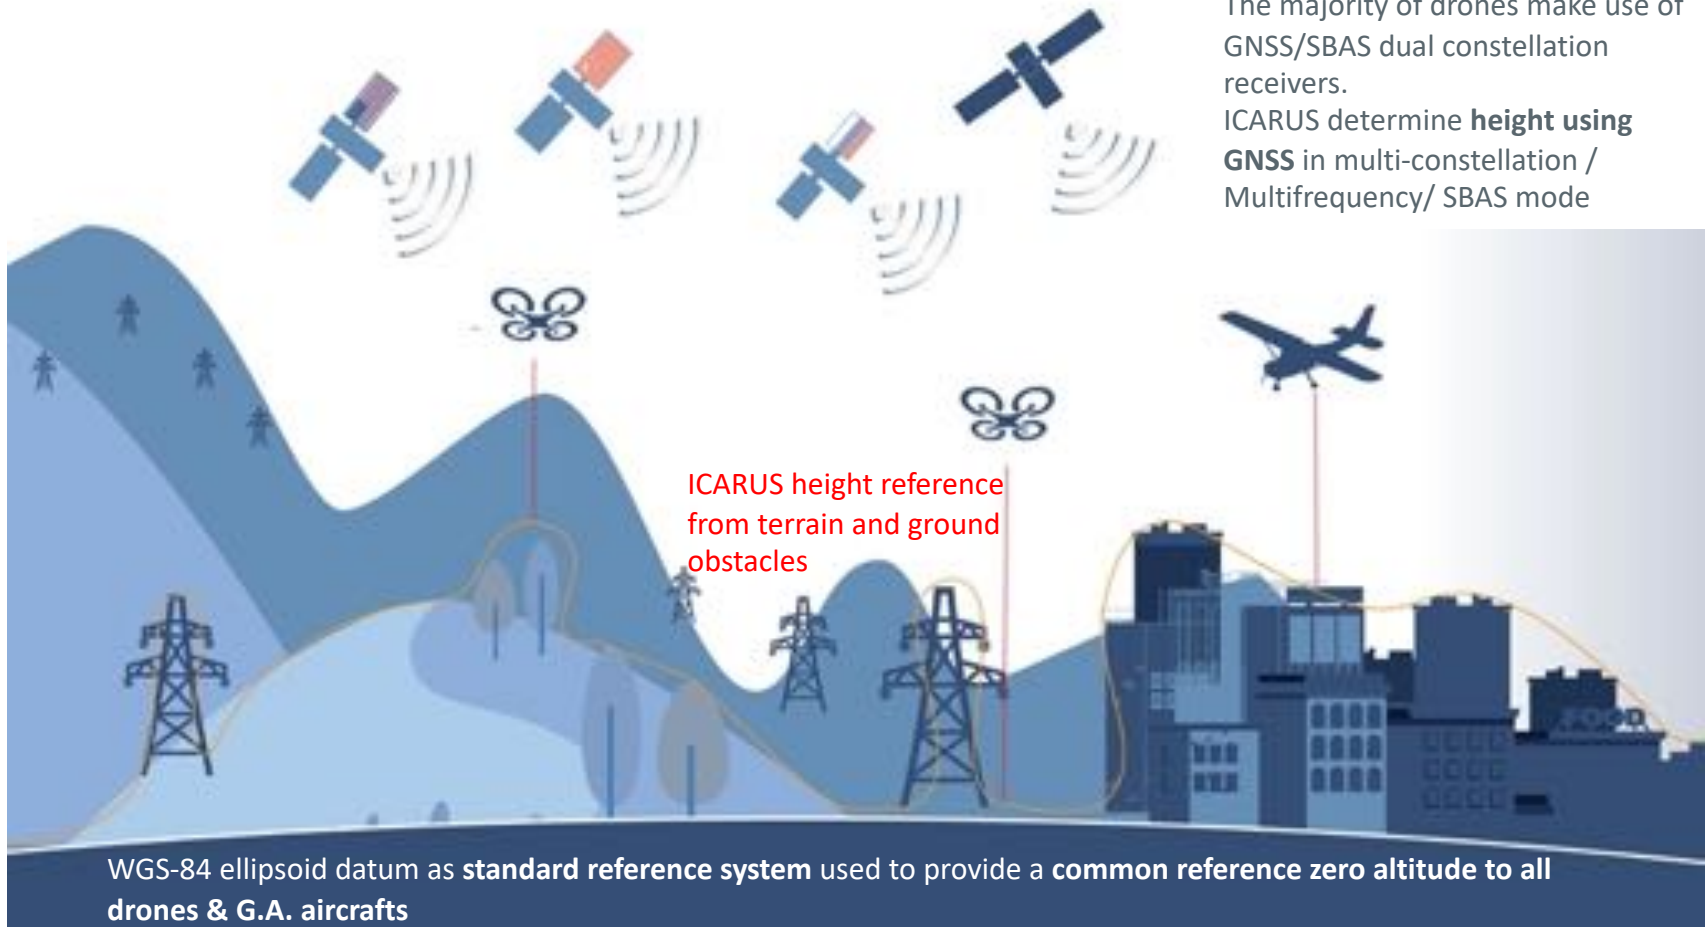 The majority of drones make use of
GNSS/SBAS dual constellation
receivers.
ICARUS determine height using
GNSS in multi-constellation /
Multifrequency/ SBAS mode
ICARUS height reference
from terrain and ground
obstacles
FOOD
WGS-84 ellipsoid datum as standard reference system used to provide a common reference zero altitude to all
drones & G.A. aircrafts